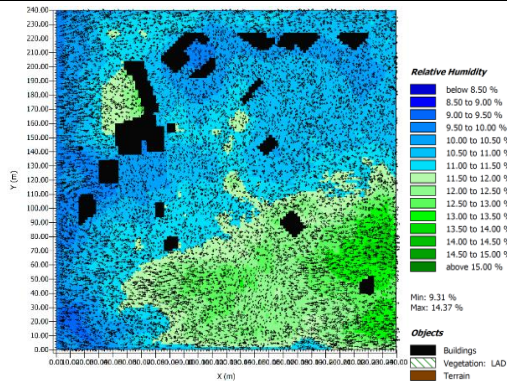 240.00
230.00
220.00
210.00
200.00
190.00
180.00
170.00
160.00
150.00
140.00
130.00
120.00
110.00
100.00
90.00
80.00
70.00
60.00
50.00
40.00
30.00
20.00
10.00
0.00
Y (m)
X (m)
Relative Humidity
below 8.50 %
8.50 to 9.00 %
9.00 to 9.50 %
9.50 to 10.00 %
10.00 to 10.50 %
10.50 to 11.00 %
11.00 to 11.50 %
11.50 to 12.00 %
12.00 to 12.50 %
12.50 to 13.00 %
13.00 to 13.50 %
13.50 to 14.00 %
14.00 to 14.50 %
14.50 to 15.00 %
above 15.00 %
Min: 9.31 %
Max: 14.37 %
Objects
Buildings
Vegetation: LAD
Terrain